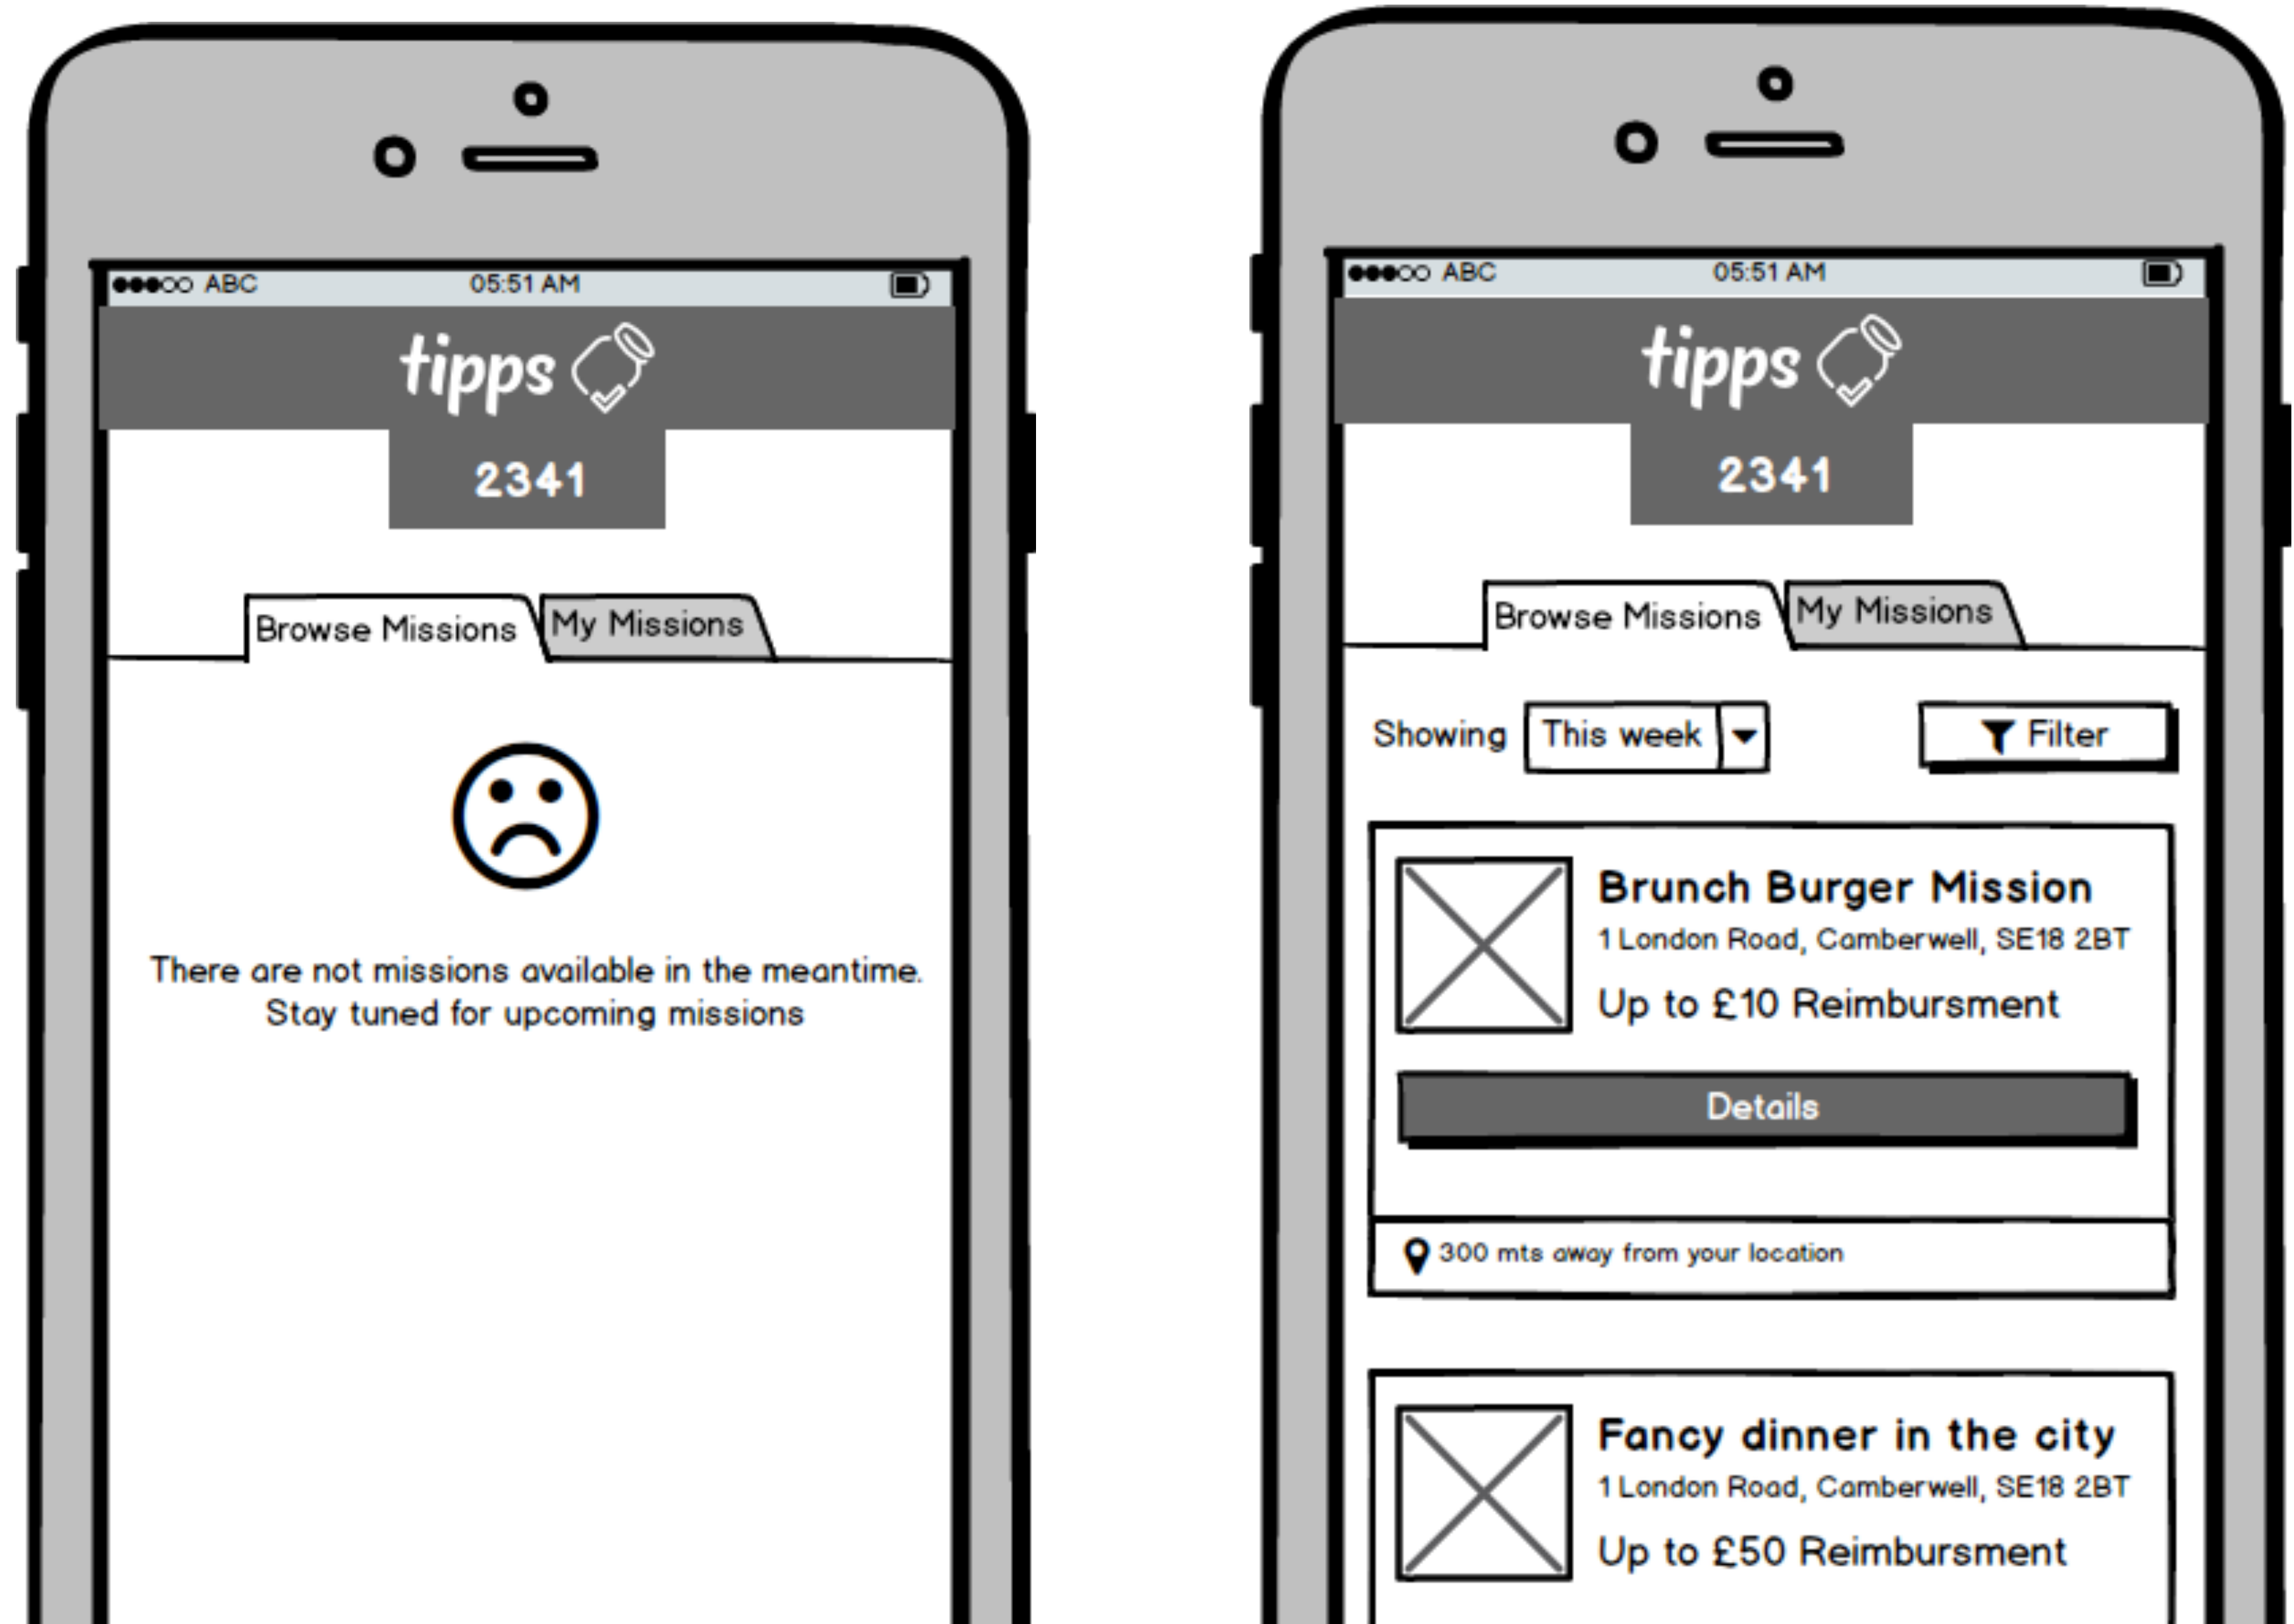 ABC 05:51 AM
tipps
2341
Browse Missions My Missions
There are not missions available in the meantime.
Stay tuned for upcoming missions
ABC 05:51 AM
tipps
2341
Browse Missions My Missions
Showing This week Filter
Brunch Burger Mission
1 London Road, Camberwell, SE18 2BT
Up to £10 Reimbursment
Details
300 mts away from your location
Fancy dinner in the city
1 London Road, Camberwell, SE18 2BT
Up to £50 Reimbursment